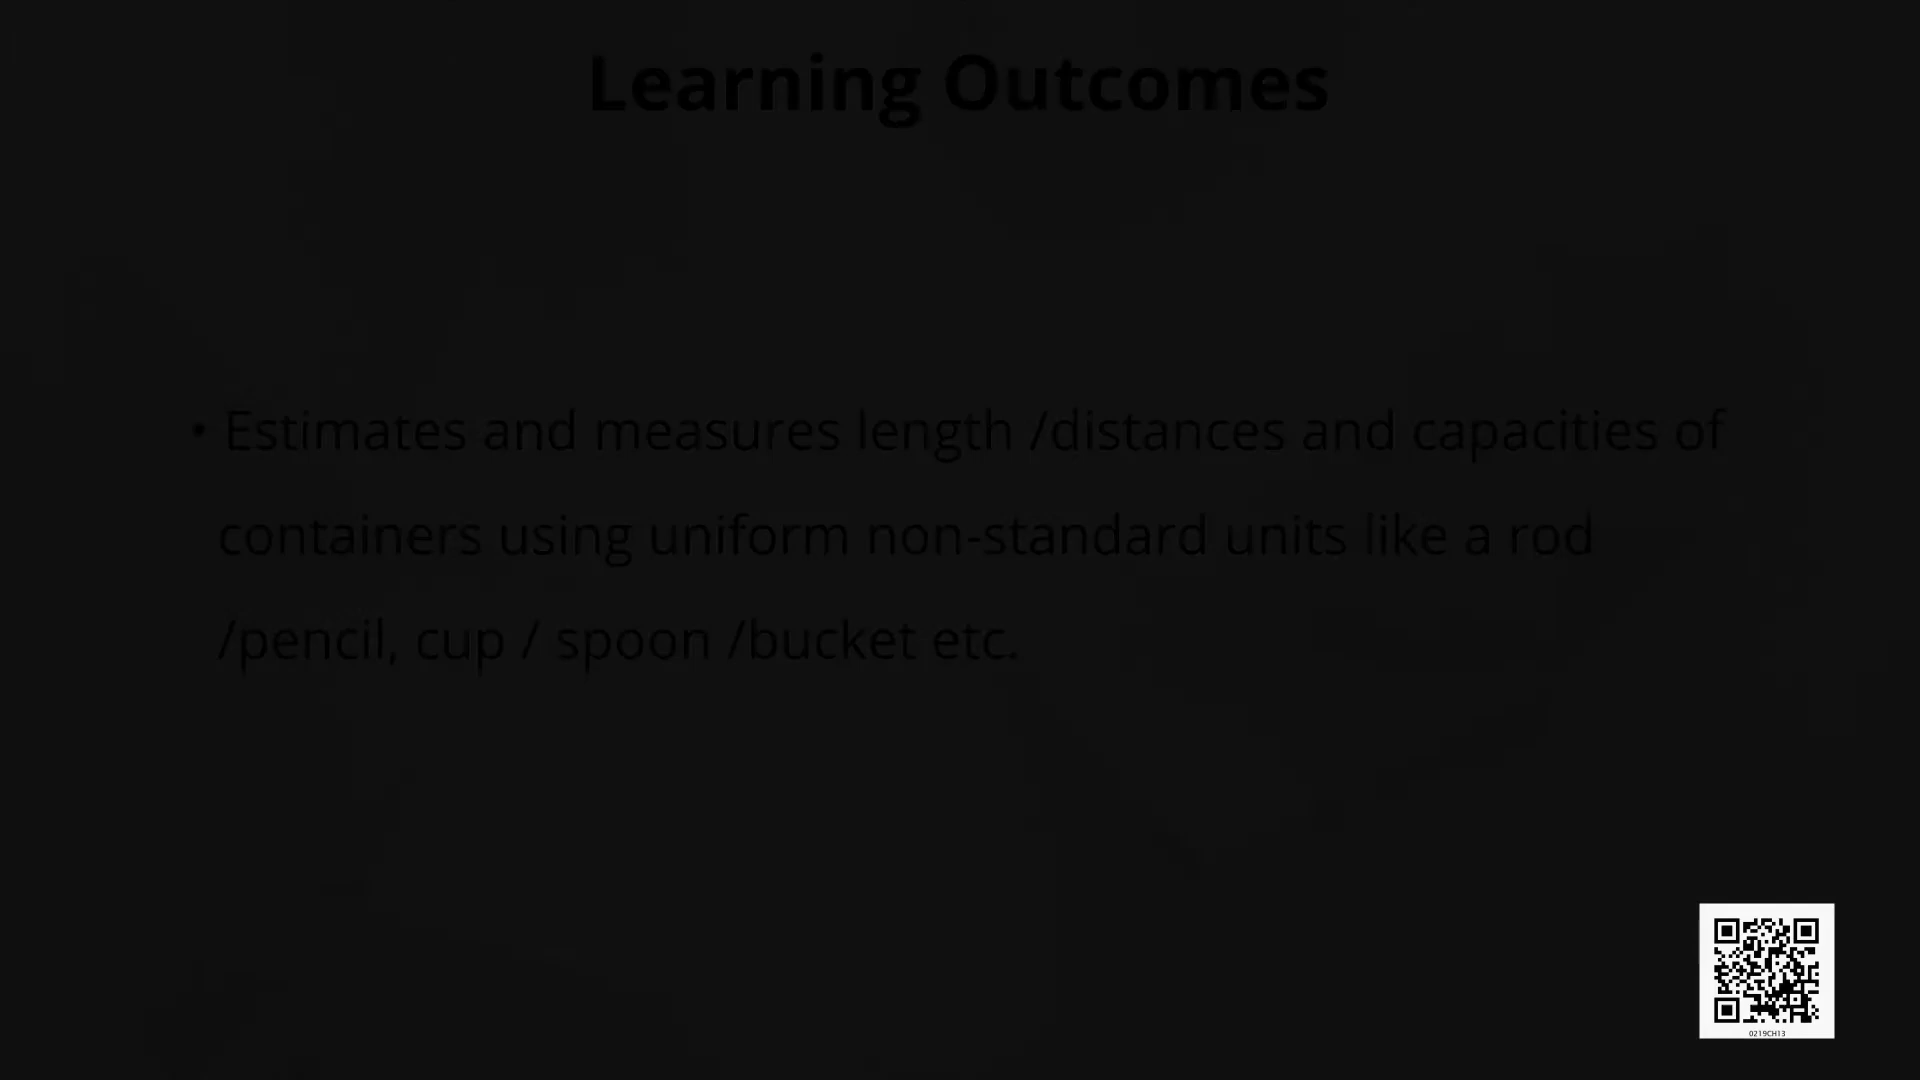 Learning Outcomes
• Estimates and measures length /distances and capacities of
containers using uniform non-standard units like a rod
/pencil, cup / spoon /bucket etc.
0219CH13